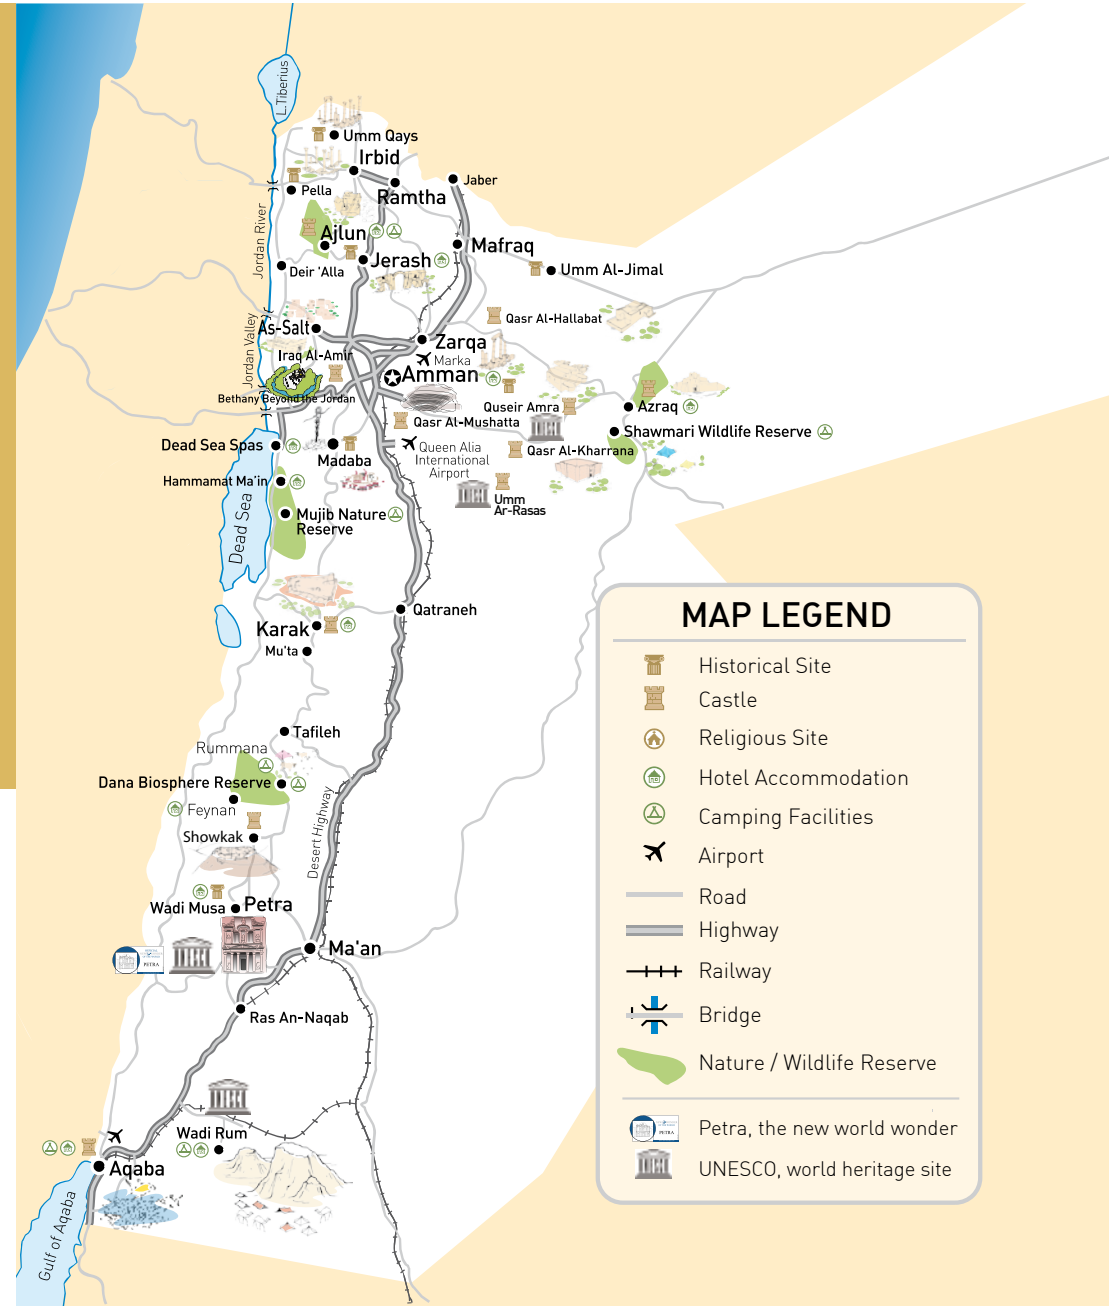 L.Tiberius
Umm Qays
Irbid
Jaber
Pella
Ramtha
Jordan River
Ajlun
Mafraq
Jerash
Deir 'Alla
Umm Al-Jimal
Jordan Valley
As-Salt
Qasr Al-Hallabat
Zarqa
Iraq Al-Amir
Marka
Amman
Bethany Beyond the Jordan
Quseir Amra
Azraq
Qasr Al-Mushatta
Shawmari Wildlife Reserve
Dead Sea Spas
Madaba
Queen Alia
International
Airport
Qasr Al-Kharrana
Hammamat Ma'in
Umm
Ar-Rasas
Dead Sea
Mujib Nature
Reserve
Qatraneh
Karak
Mu'ta
Tafileh
Rummana
Dana Biosphere Reserve
Feynan
Desert Highway
Showkak
Wadi Musa
Petra
PETRA
Ma'an
Ras An-Naqab
Wadi Rum
Aqaba
Gulf of Aqaba
MAP LEGEND
Historical Site
Castle
Religious Site
Hotel Accommodation
Camping Facilities
Airport
Road
Highway
Railway
Bridge
Nature / Wildlife Reserve
PETRA
Petra, the new world wonder
UNESCO, world heritage site